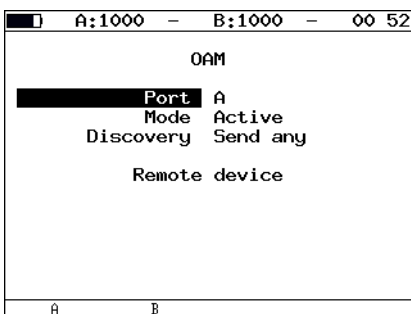 A:1000 – B:1000 – 00 52
OAM
Port A
Mode Active
Discovery Send any
Remote device
A B